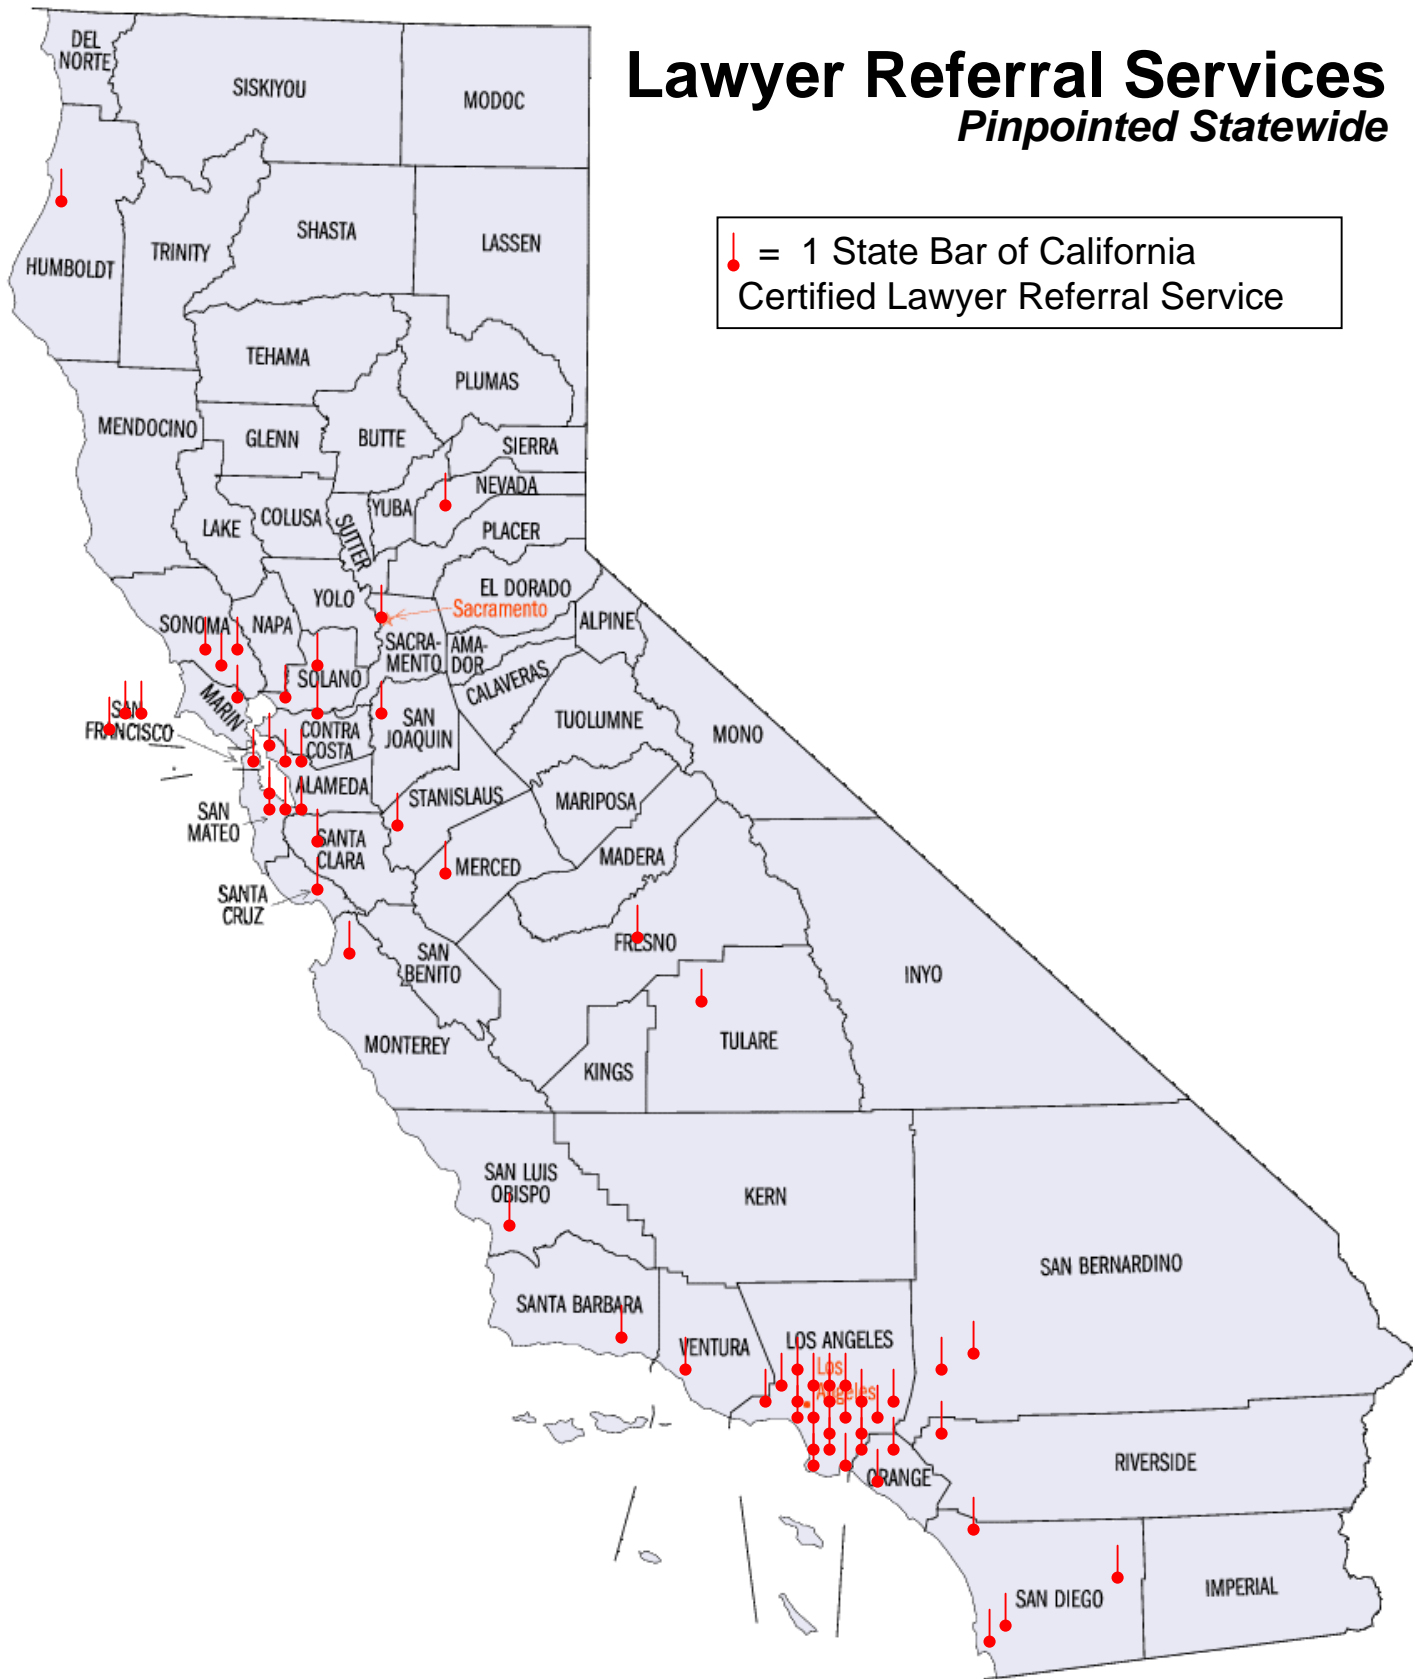 Lawyer Referral Services
Pinpointed Statewide
= 1 State Bar of California
Certified Lawyer Referral Service
DEL
NORTE
SISKIYOU
MODOC
HUMBOLDT
TRINITY
SHASTA
LASSEN
TEHAMA
PLUMAS
MENDOCINO
GLENN
BUTTE
SIERRA
NEVADA
YUBA
LAKE
COLUSA
SUTTER
PLACER
YOLO
EL DORADO
Sacramento
ALPINE
SONOMA
NAPA
SACRA-
MENTO
AMA-
DOR
SOLANO
CALAVERAS
MARIN
SAN
FRANCISCO
CONTRA
COSTA
SAN
JOAQUIN
TUOLUMNE
MONO
ALAMEDA
STANISLAUS
MARIPOSA
SAN
MATEO
SANTA
CLARA
MERCED
MADERA
SANTA
CRUZ
FRESNO
SAN
BENITO
INYO
MONTEREY
TULARE
KINGS
SAN LUIS
OBISPO
KERN
SAN BERNARDINO
SANTA BARBARA
VENTURA
LOS ANGELES
Los
Angeles
ORANGE
RIVERSIDE
SAN DIEGO
IMPERIAL